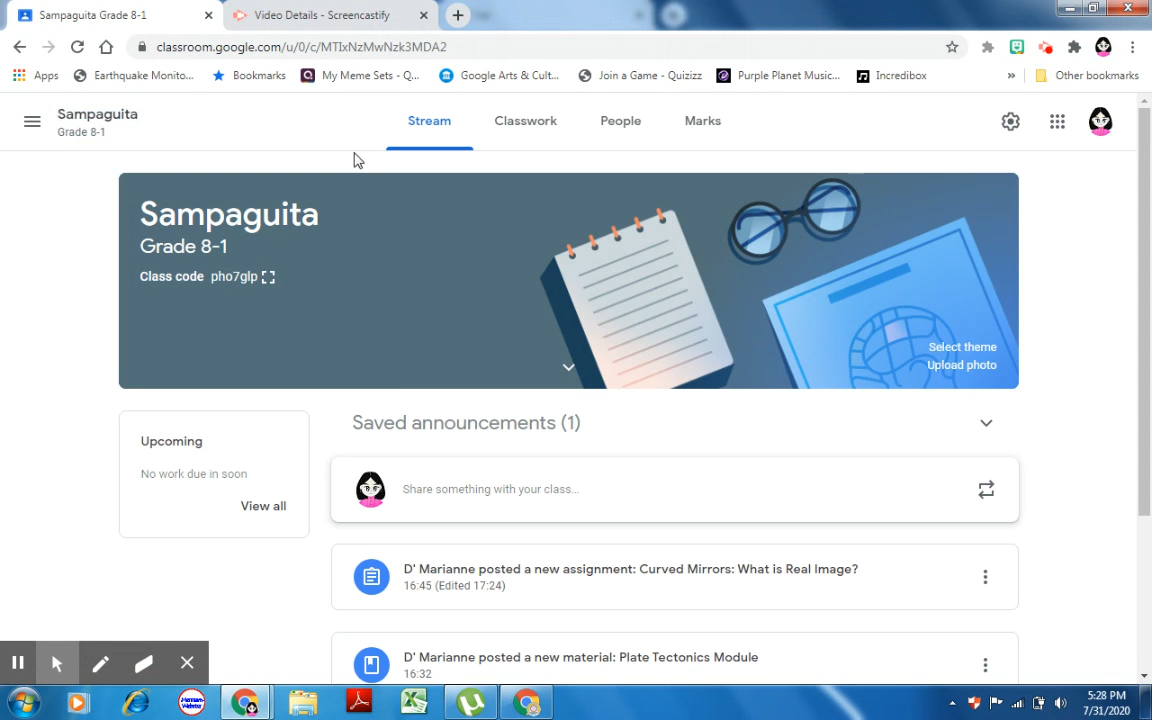 Sampaguita Grade 8-1
Video Details - Screencastify
classroom.google.com/u/0/c/MTIxNzMwNzk3MDA2
Apps
Earthquake Monito...
Bookmarks
My Meme Sets - Q...
Google Arts & Cult...
Join a Game - Quizizz
Purple Planet Music...
Incredibox
»
Other bookmarks
Sampaguita
Grade 8-1
Stream
Classwork
People
Marks
Sampaguita
Grade 8-1
Class code pho7glp
Select theme
Upload photo
Upcoming
No work due in soon
View all
Saved announcements (1)
Share something with your class...
D' Marianne posted a new assignment: Curved Mirrors: What is Real Image?
16:45 (Edited 17:24)
D' Marianne posted a new material: Plate Tectonics Module
16:32
5:28 PM
7/31/2020